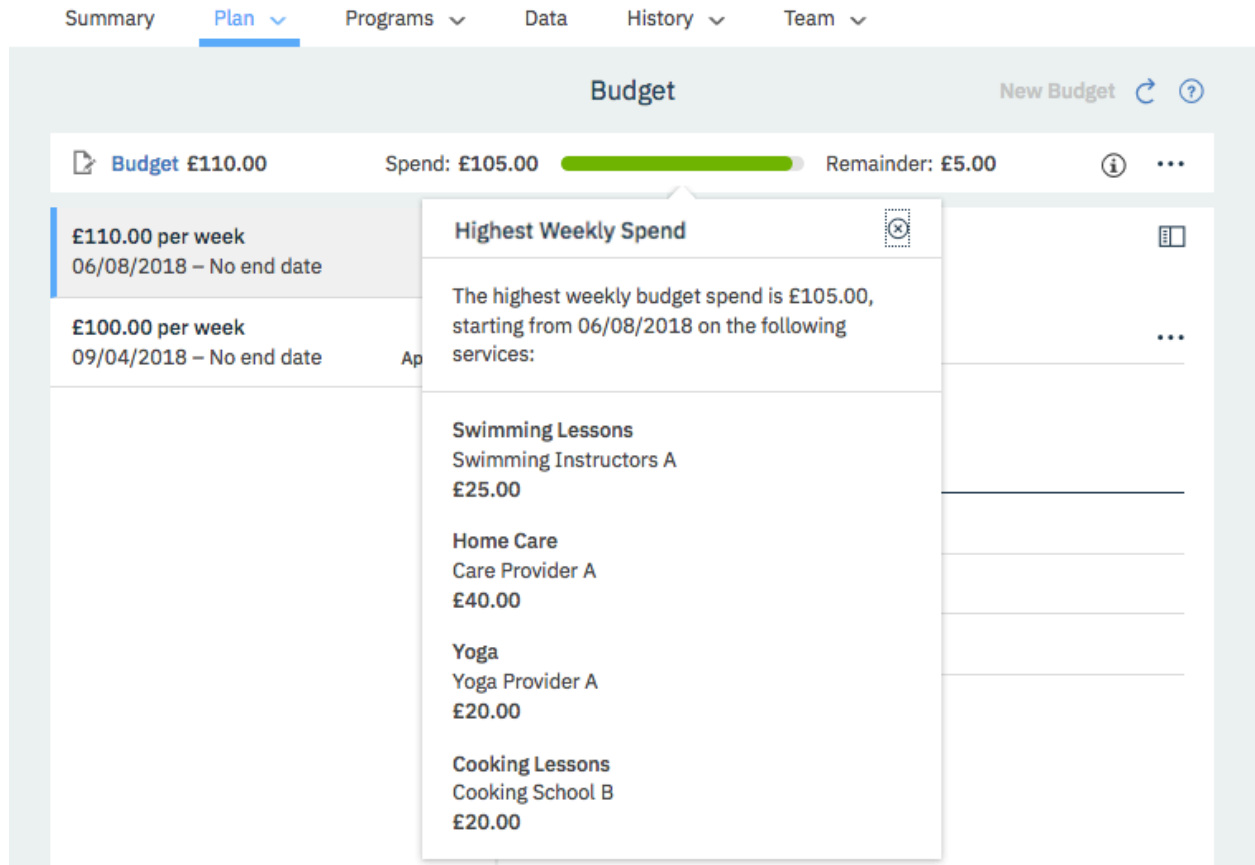 Summary Plan Programs Data History Team
Budget New Budget
Budget £110.00 Spend: £105.00 Remainder: £5.00
£110.00 per week
06/08/2018 – No end date
£100.00 per week
09/04/2018 – No end date Ap
Highest Weekly Spend
The highest weekly budget spend is £105.00,
starting from 06/08/2018 on the following
services:
Swimming Lessons
Swimming Instructors A
£25.00
Home Care
Care Provider A
£40.00
Yoga
Yoga Provider A
£20.00
Cooking Lessons
Cooking School B
£20.00